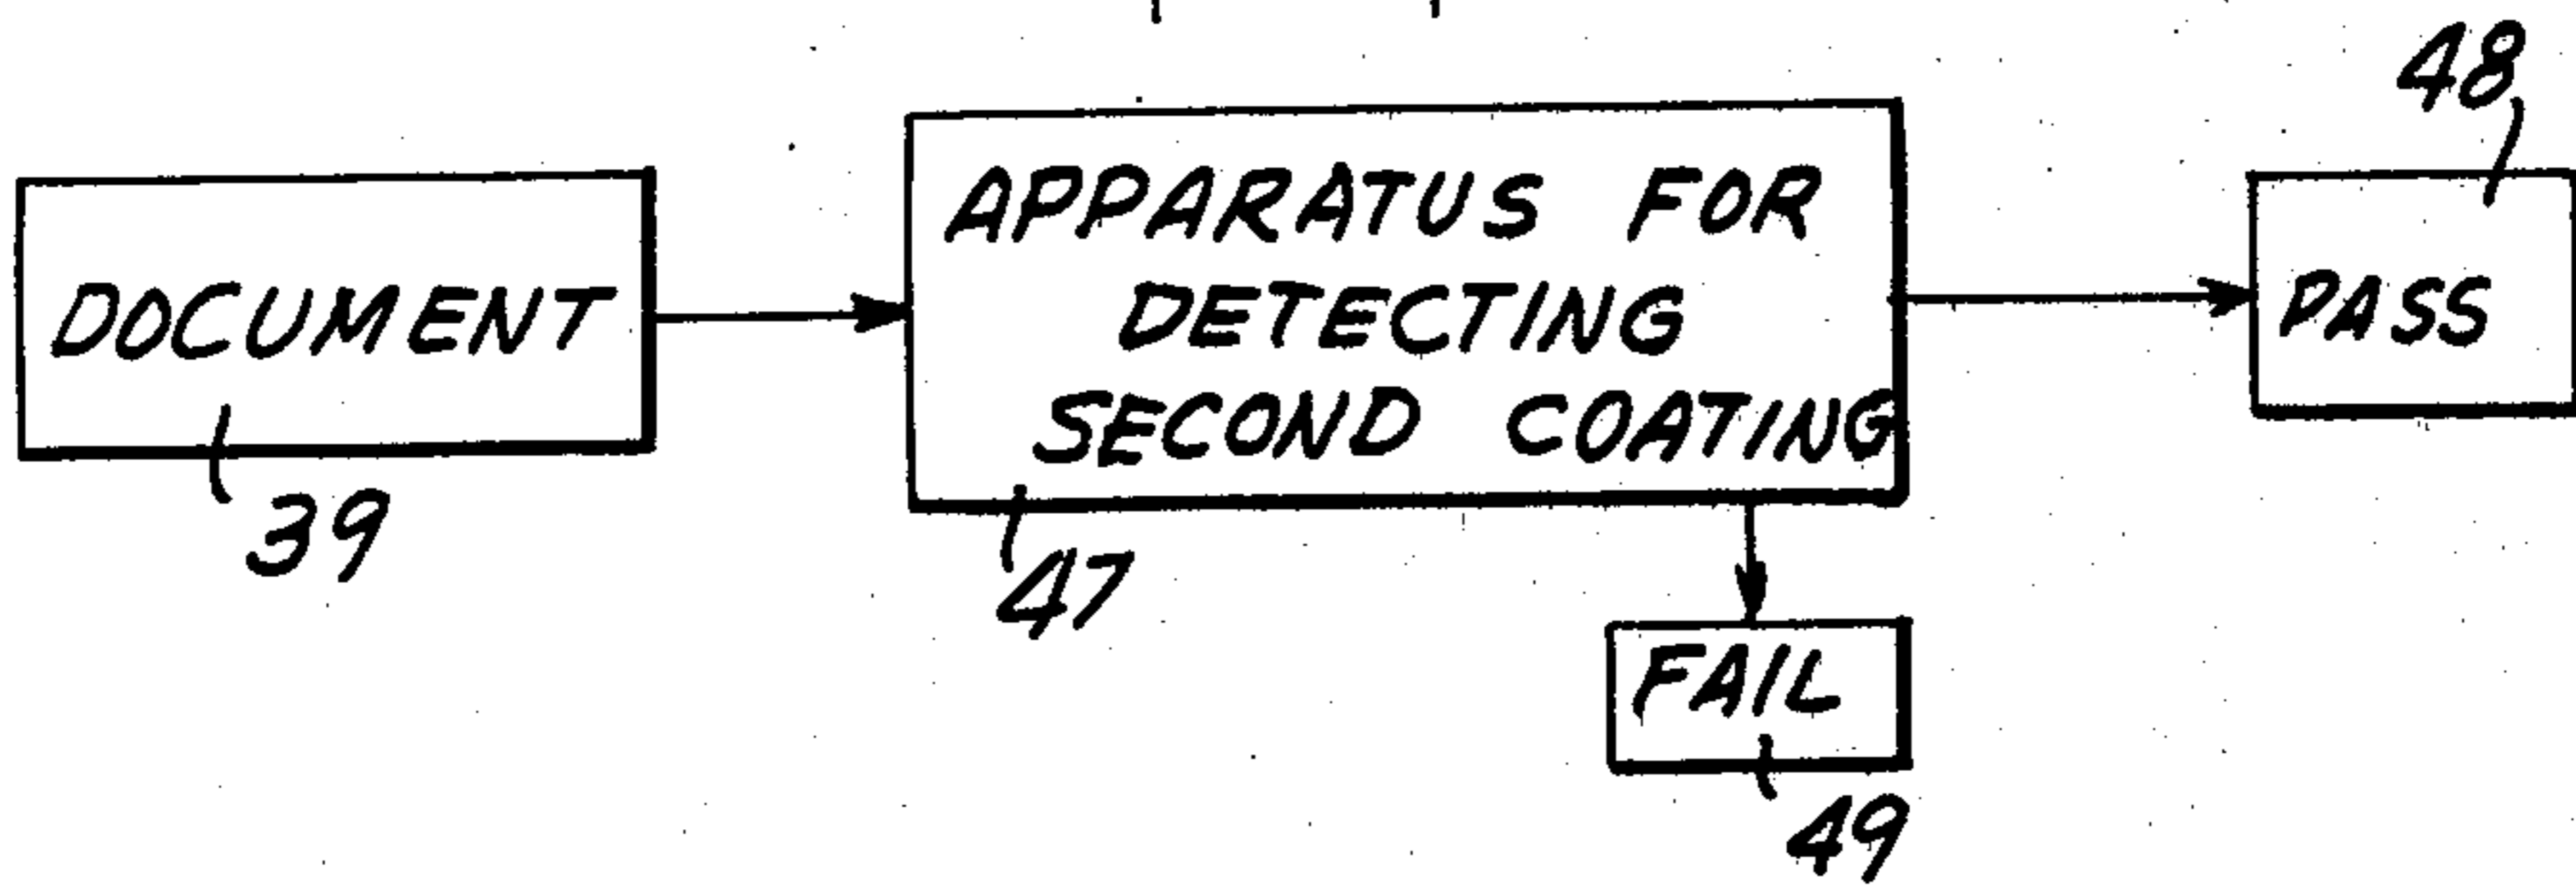 48
DOCUMENT
APPARATUS FOR
DETECTING
SECOND COATING
PASS
39
47
FAIL
49